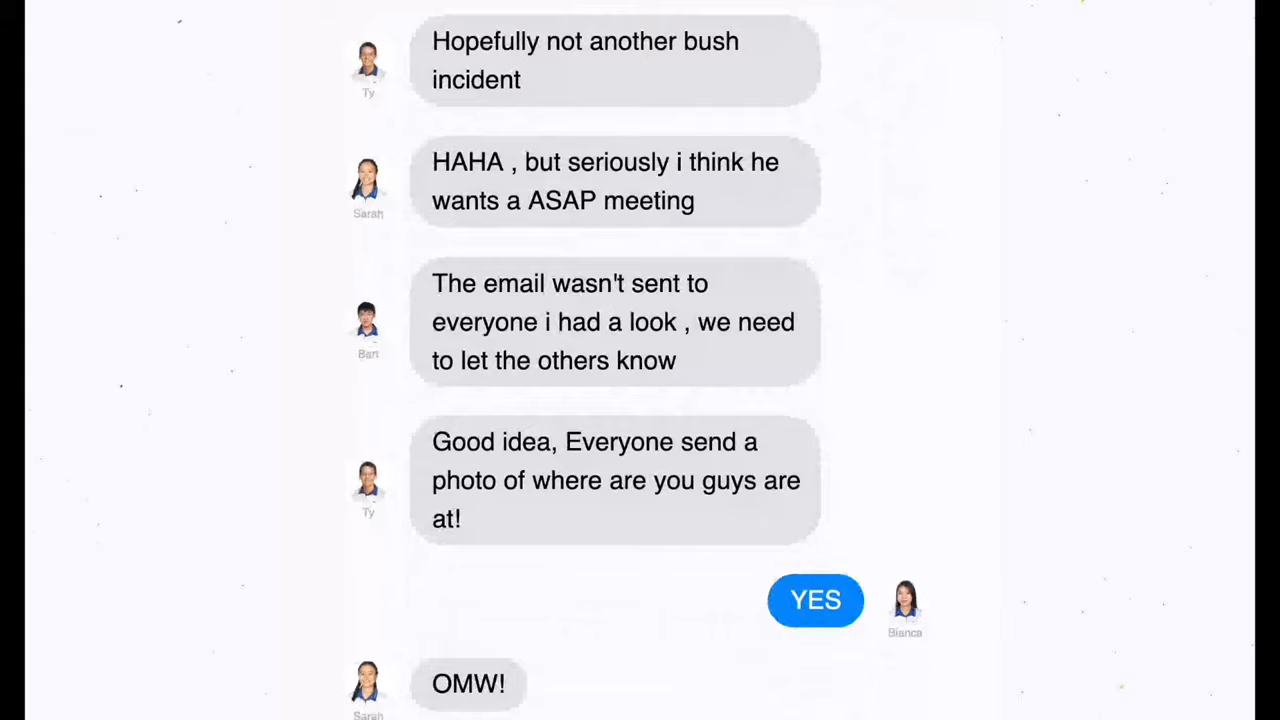 Hopefully not another bush
incident
Ty
HAHA , but seriously i think he
wants a ASAP meeting
Sarah
The email wasn't sent to
everyone i had a look , we need
to let the others know
Bart
Good idea, Everyone send a
photo of where are you guys are
at!
Ty
YES
Bianca
OMW!
Sarah